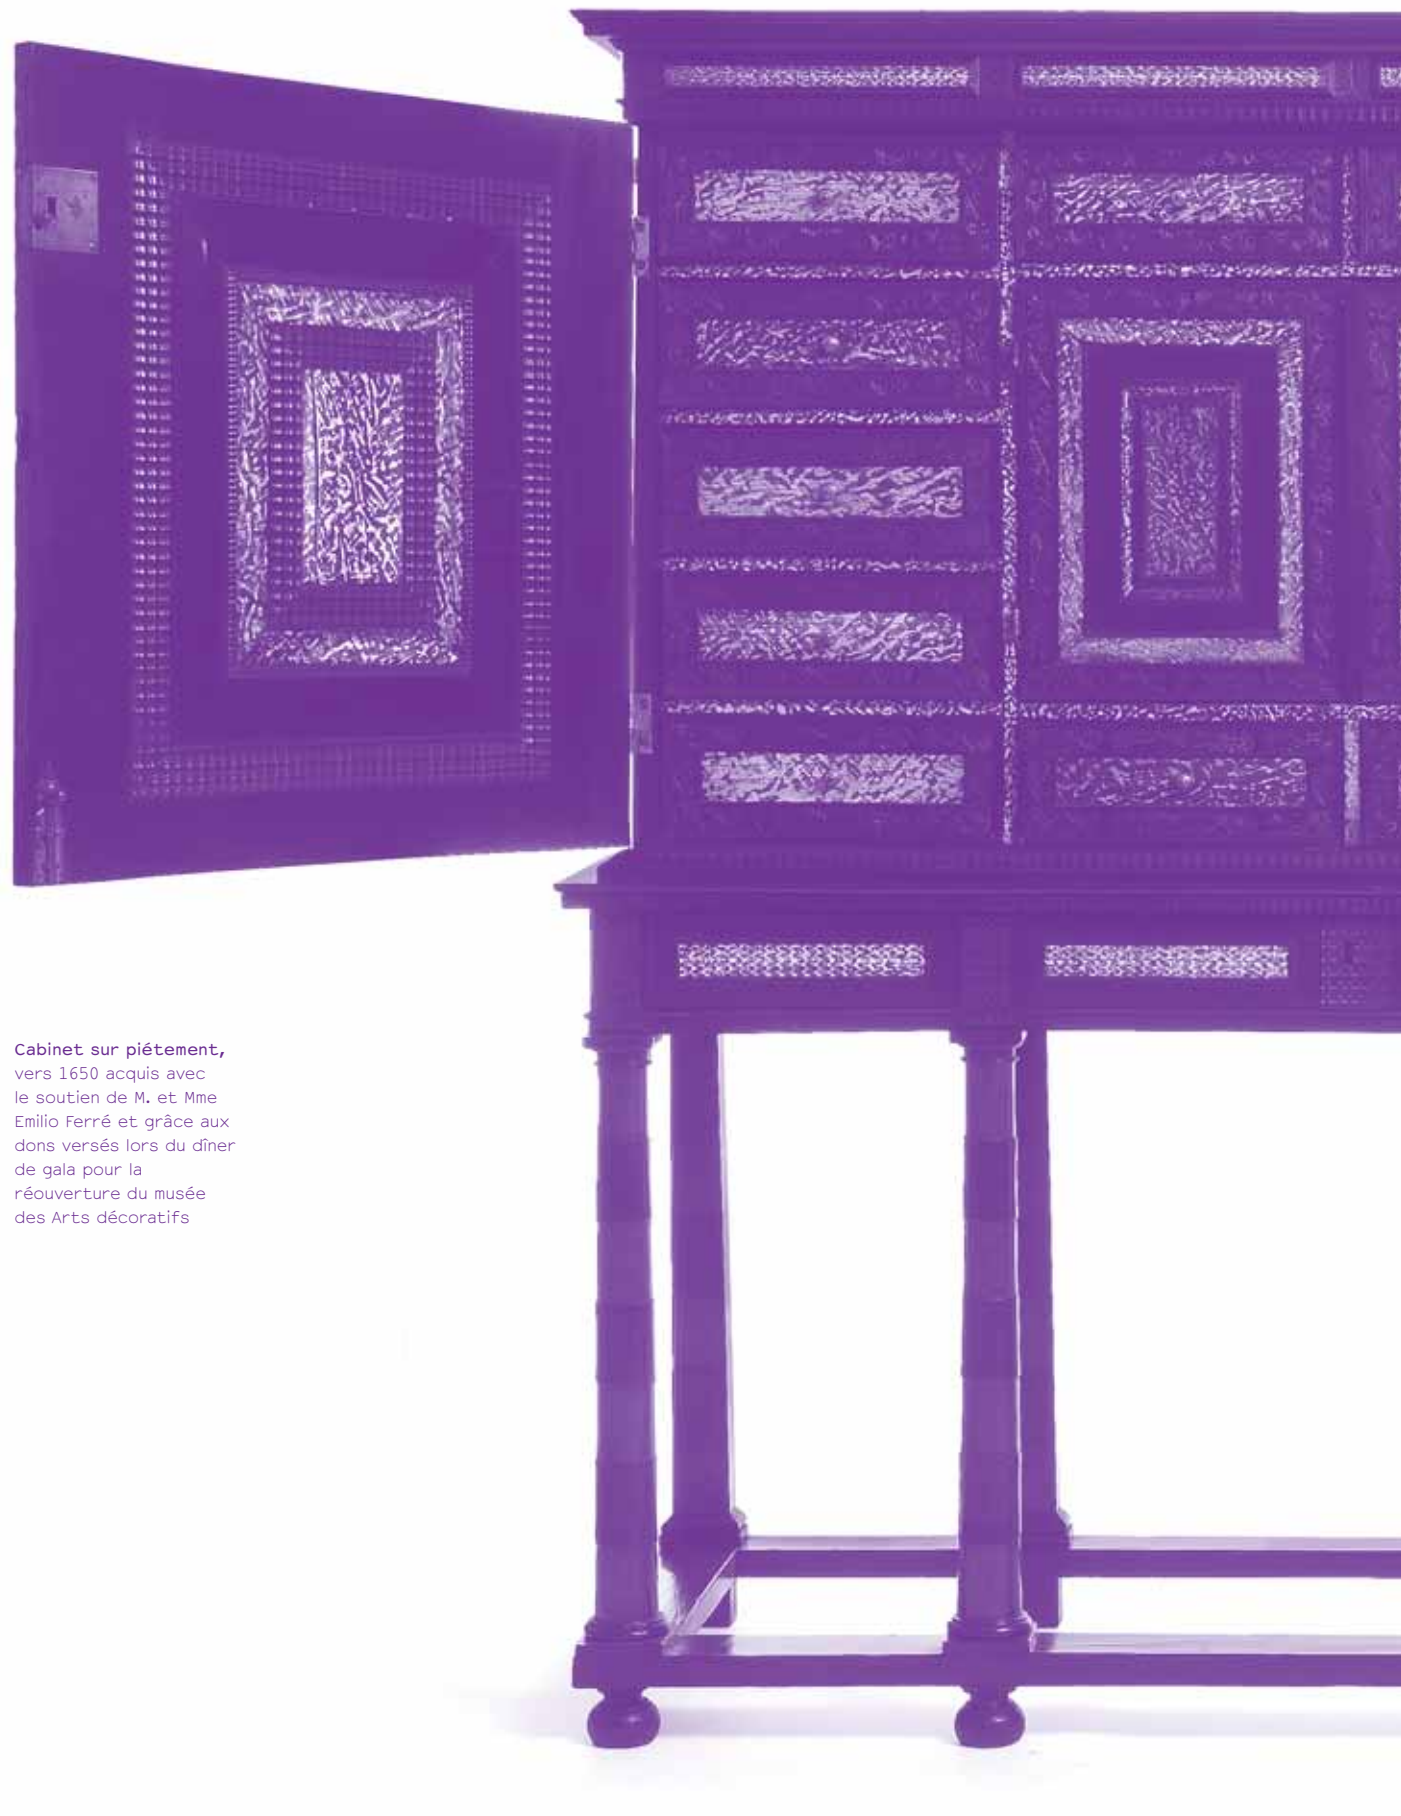 Cabinet sur piétement,
vers 1650 acquis avec
le soutien de M. et Mme
Emilio Ferré et grâce aux
dons versés lors du dîner
de gala pour la
réouverture du musée
des Arts décoratifs